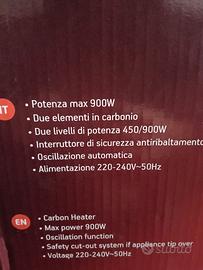 IT
• Potenza max 900W
• Due elementi in carbonio
• Due livelli di potenza 450/900W
• Interruttore di sicurezza antiribaltamento
• Oscillazione automatica
• Alimentazione 220-240V~50Hz
EN
• Carbon Heater
• Max power 900W
• Oscillation function
• Safety cut-out system if appliance tip over
• Voltage 220-240V~50Hz
subito